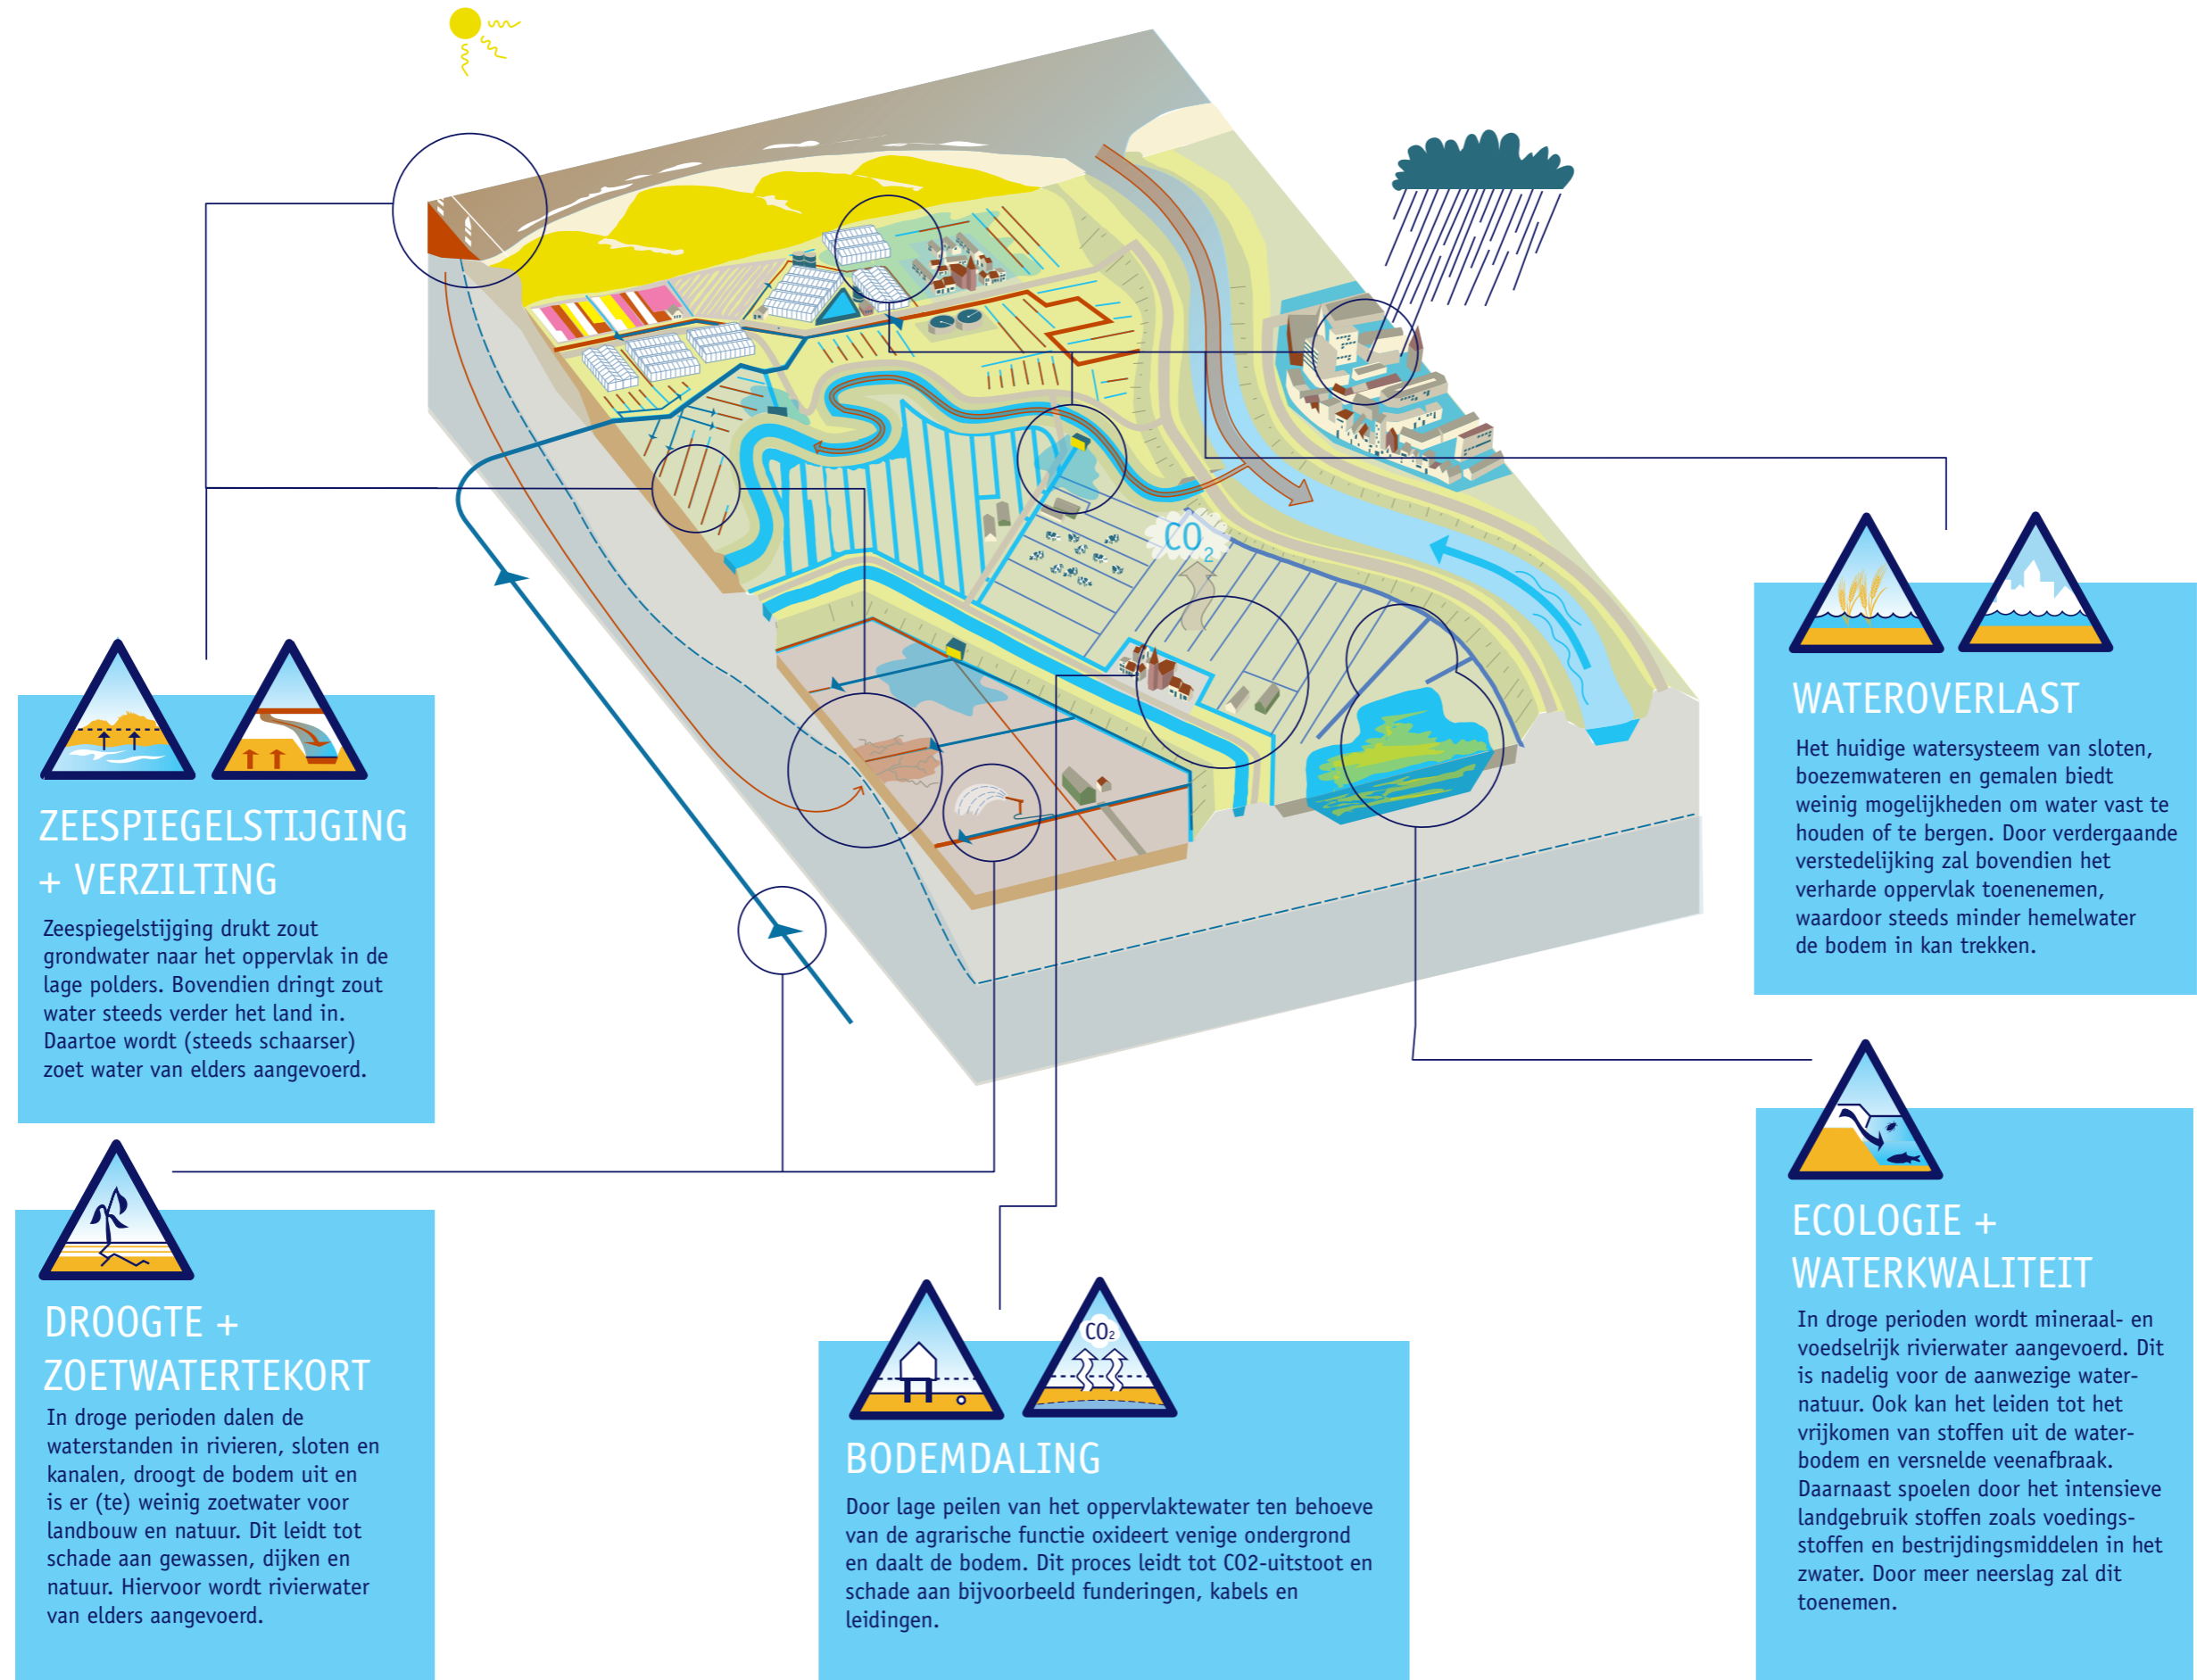 CO2
ZEESPIEGELSTIJGING
+ VERZILTING
Zeespiegelstijging drukt zout
grondwater naar het oppervlak in de
lage polders. Bovendien dringt zout
water steeds verder het land in.
Daartoe wordt (steeds schaarser)
zoet water van elders aangevoerd.
DROOGTE +
ZOETWATERTEKORT
In droge perioden dalen de
waterstanden in rivieren, sloten en
kanalen, droogt de bodem uit en
is er (te) weinig zoetwater voor
landbouw en natuur. Dit leidt tot
schade aan gewassen, dijken en
natuur. Hiervoor wordt rivierwater
van elders aangevoerd.
CO2
BODEMDALING
Door lage peilen van het oppervlaktewater ten behoeve
van de agrarische functie oxideert venige ondergrond
en daalt de bodem. Dit proces leidt tot CO2-uitstoot en
schade aan bijvoorbeeld funderingen, kabels en
leidingen.
WATEROVERLAST
Het huidige watersysteem van sloten,
boezemwateren en gemalen biedt
weinig mogelijkheden om water vast te
houden of te bergen. Door verdergaande
verstedelijking zal bovendien het
verharde oppervlak toenenemen,
waardoor steeds minder hemelwater
de bodem in kan trekken.
ECOLOGIE +
WATERKWALITEIT
In droge perioden wordt mineraal- en
voedselrijk rivierwater aangevoerd. Dit
is nadelig voor de aanwezige water-
natuur. Ook kan het leiden tot het
vrijkomen van stoffen uit de water-
bodem en versnelde veenafbraak.
Daarnaast spoelen door het intensieve
landgebruik stoffen zoals voedings-
stoffen en bestrijdingsmiddelen in het
zwater. Door meer neerslag zal dit
toenemen.